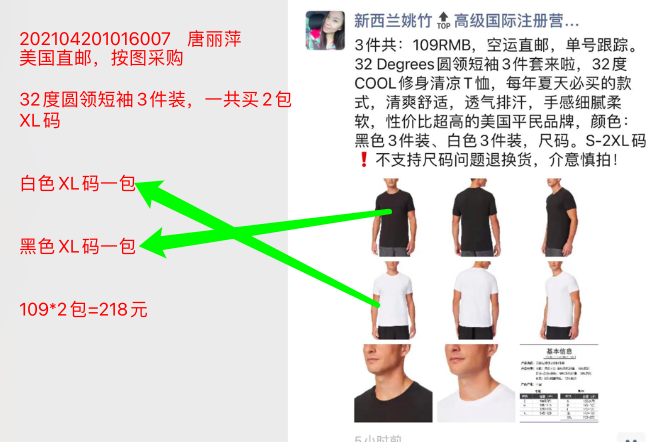 202104201016007 唐丽萍
美国直邮，按图采购
32度圆领短袖3件装，一共买2包
XL码
白色XL码一包
黑色XL码一包
109*2包=218元
新西兰姚竹🔝高级国际注册营...
3件共：109RMB，空运直邮，单号跟踪。
32 Degrees圆领短袖3件套来啦，32度
COOL修身清凉T恤，每年夏天必买的款
式，清爽舒适，透气排汗，手感细腻柔
软，性价比超高的美国平民品牌，颜色：
黑色3件装、白色3件装，尺码。S-2XL码
❗不支持尺码问题退换货，介意慎拍！
基本信息
5小时前